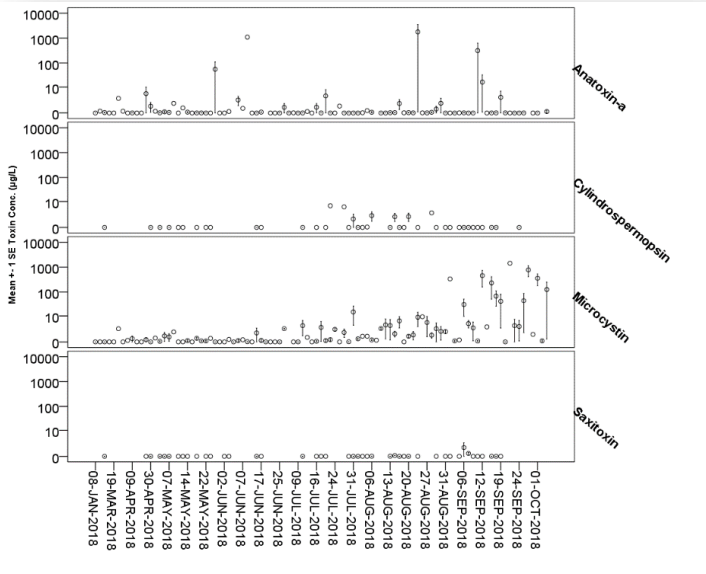 Mean +- 1 SE Toxin Conc. (µg/L)
10000
1000
100
10
0
Anatoxin-a
10000
1000
100
10
0
Cylindrospermopsin
10000
1000
100
10
0
Microcystin
10000
1000
100
10
0
Saxitoxin
08-JAN-2018
19-MAR-2018
09-APR-2018
30-APR-2018
07-MAY-2018
14-MAY-2018
22-MAY-2018
02-JUN-2018
07-JUN-2018
17-JUN-2018
25-JUN-2018
09-JUL-2018
16-JUL-2018
24-JUL-2018
31-JUL-2018
06-AUG-2018
13-AUG-2018
20-AUG-2018
27-AUG-2018
31-AUG-2018
06-SEP-2018
12-SEP-2018
19-SEP-2018
24-SEP-2018
01-OCT-2018